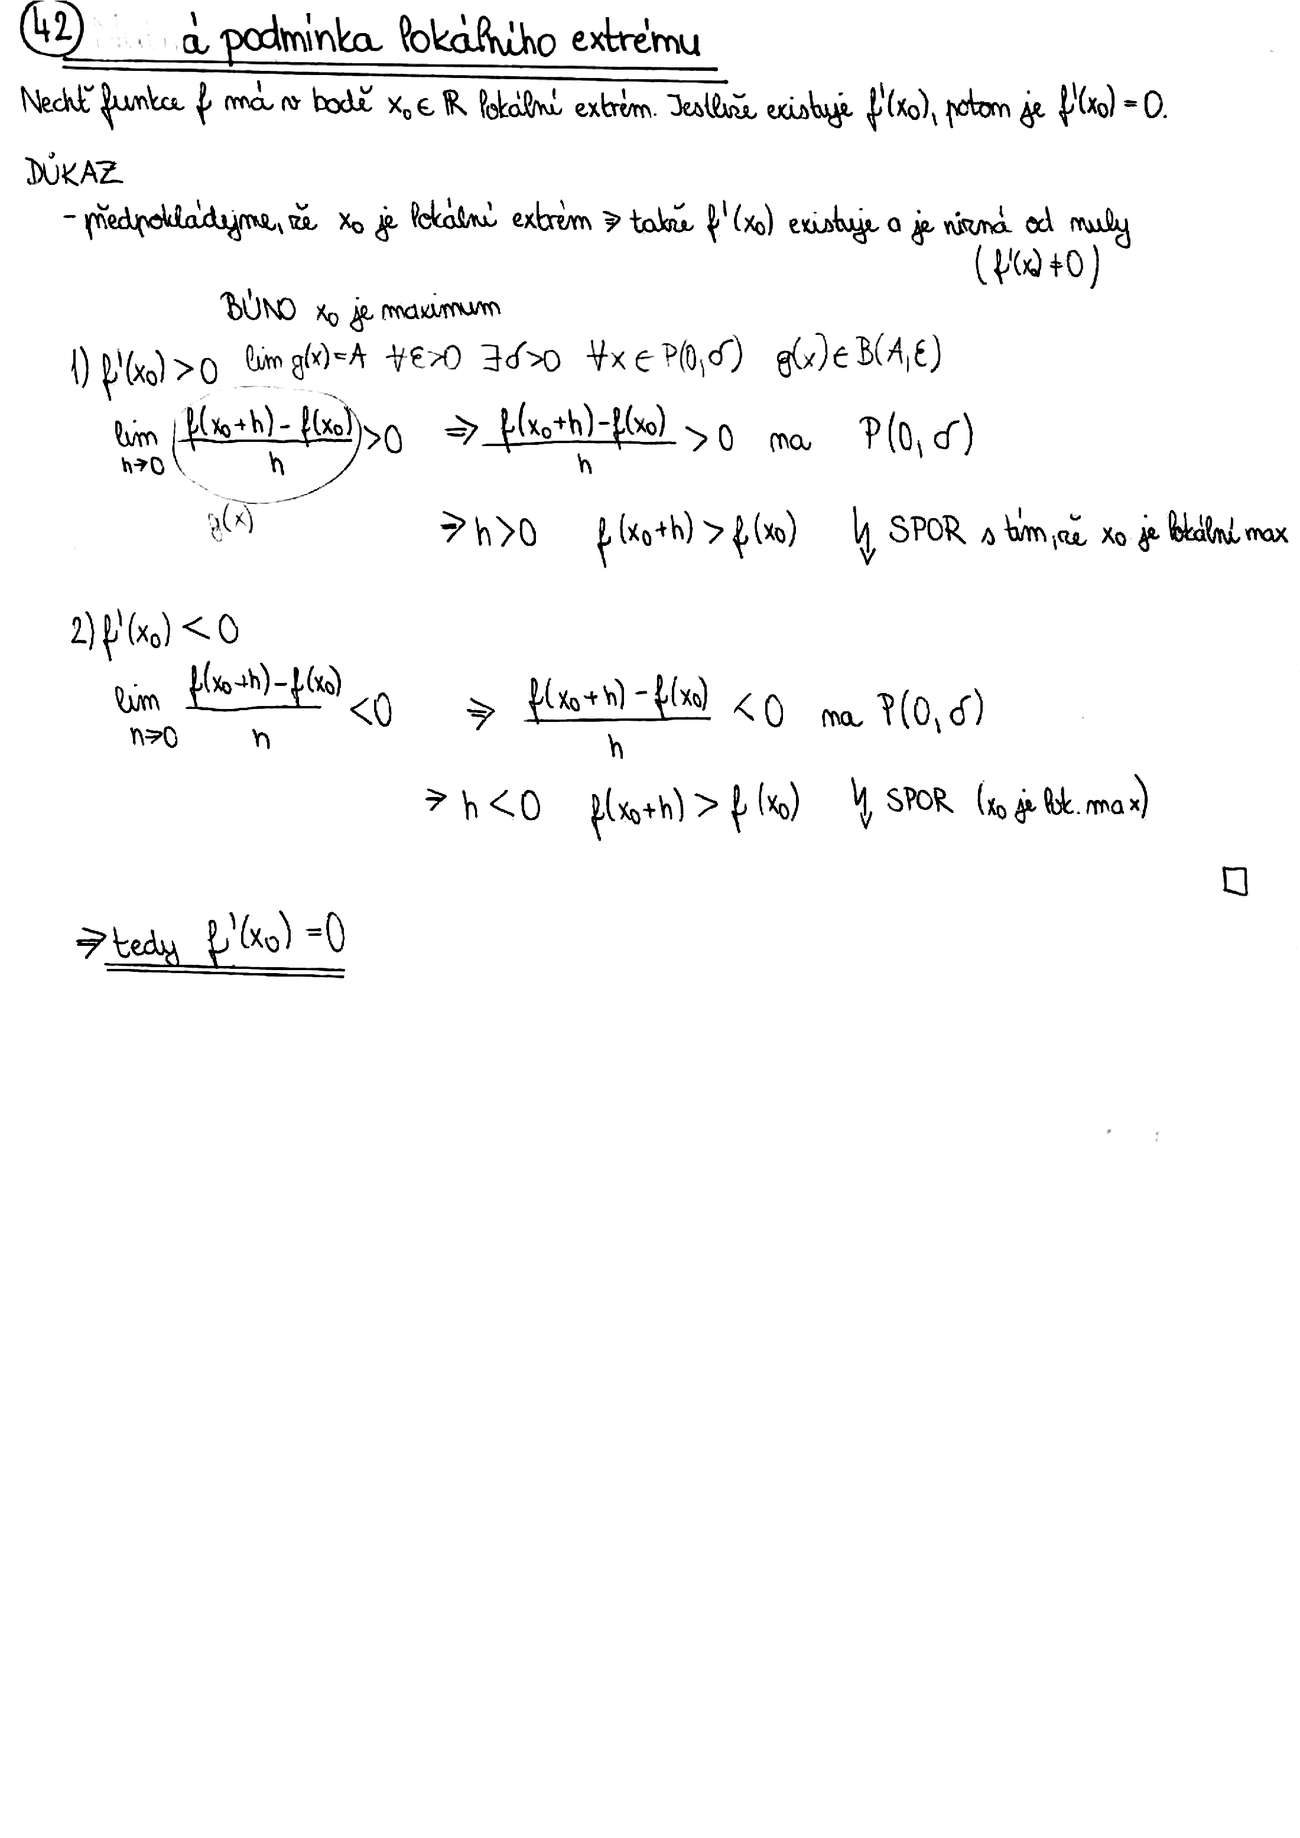 42 á podmínka lokálního extrému
Nechť funkce f má v bodě x₀ ∈ ℝ lokální extrém. Jestliže existuje f'(x₀), potom je f'(x₀) = 0.
DŮKAZ
- předpokládejme, že x₀ je lokální extrém ⇒ takže f'(x₀) existuje a je různá od nuly
(f'(x₀) ≠ 0)
BÚNO x₀ je maximum
1) f'(x₀) > 0 lim g(x) = A ∀ε>0 ∃δ>0 ∀x ∈ P(0,δ) g(x) ∈ B(A,ε)
lim h→0 (f(x₀+h) - f(x₀))/h > 0 ⇒ (f(x₀+h) - f(x₀))/h > 0 na P(0,δ)
g(x)
⇒ h>0 f(x₀+h) > f(x₀) ↯ SPOR s tím, že x₀ je lokální max
2) f'(x₀) < 0
lim h→0 (f(x₀+h) - f(x₀))/h < 0 ⇒ (f(x₀+h) - f(x₀))/h < 0 na P(0,δ)
⇒ h<0 f(x₀+h) > f(x₀) ↯ SPOR (x₀ je lok. max)
□
⇒ tedy f'(x₀) = 0